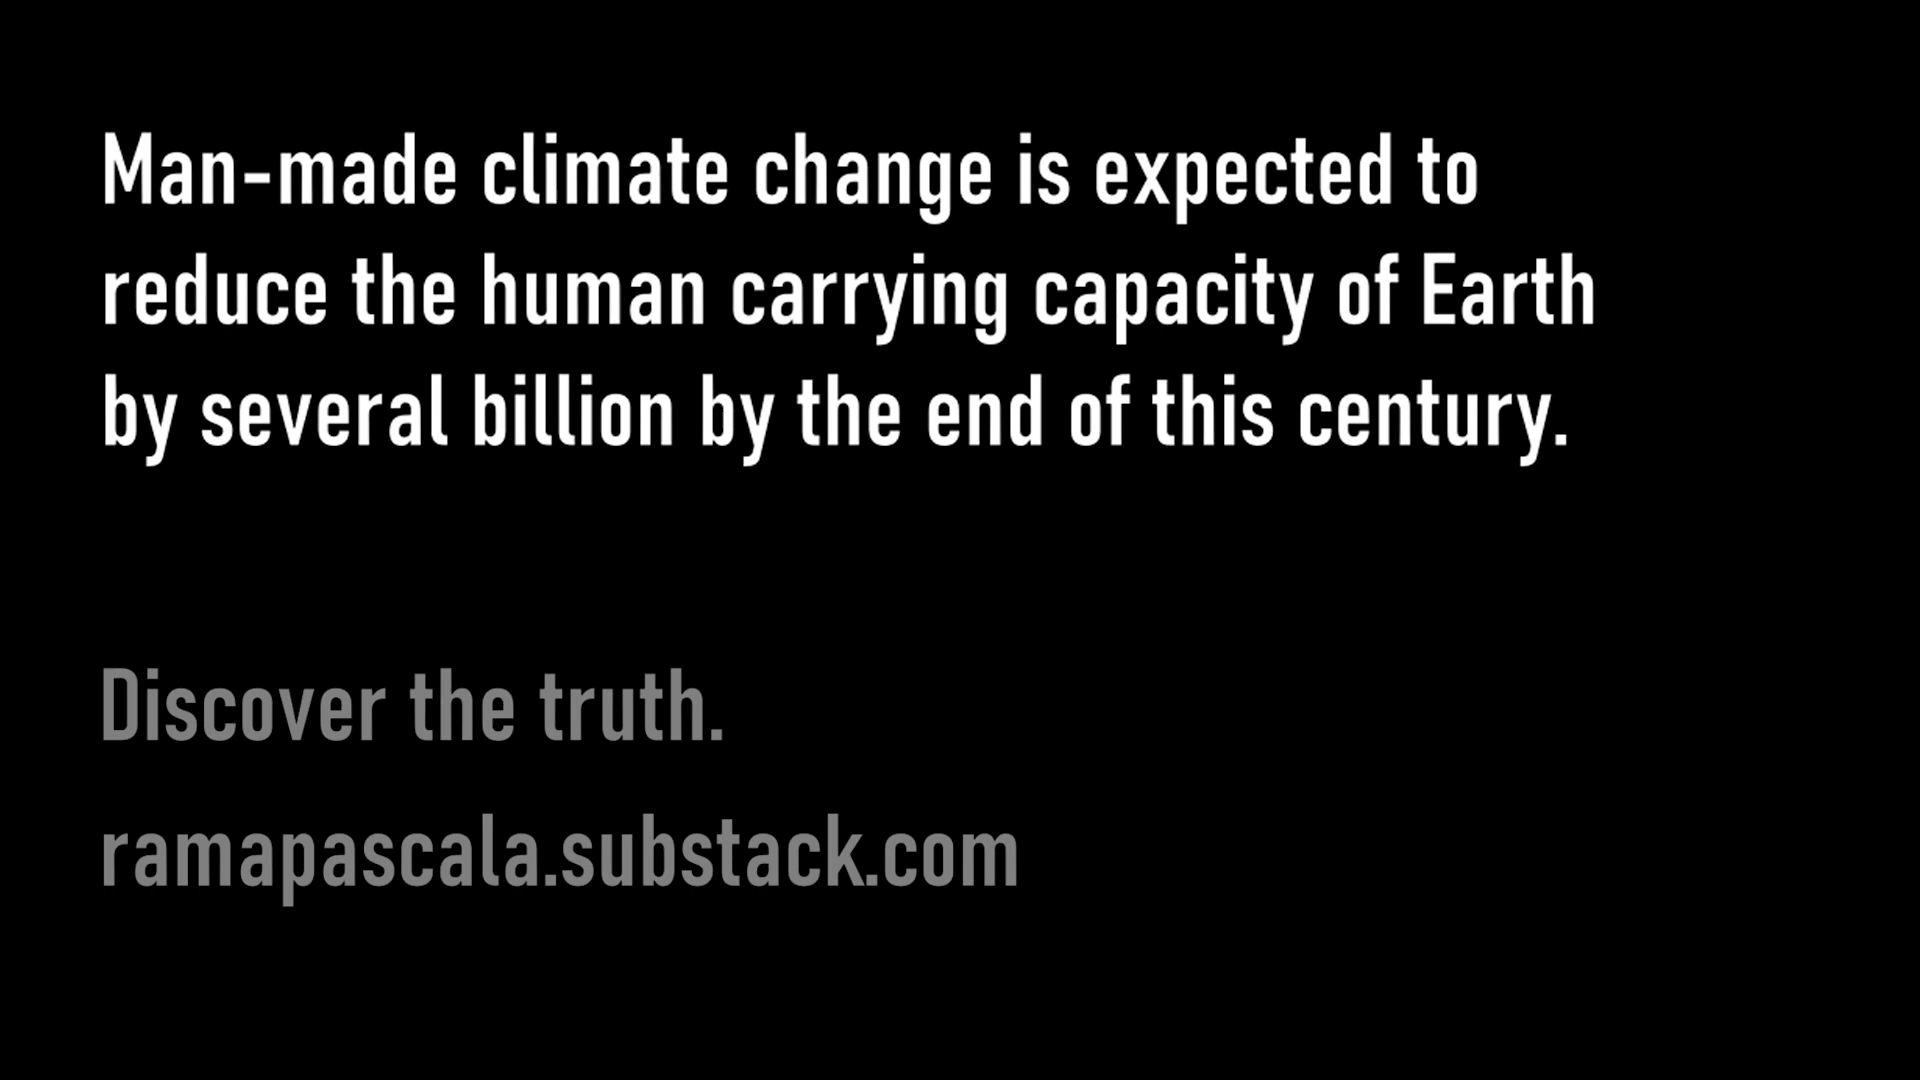 Man-made climate change is expected to
reduce the human carrying capacity of Earth
by several billion by the end of this century.
Discover the truth.
ramapascala.substack.com